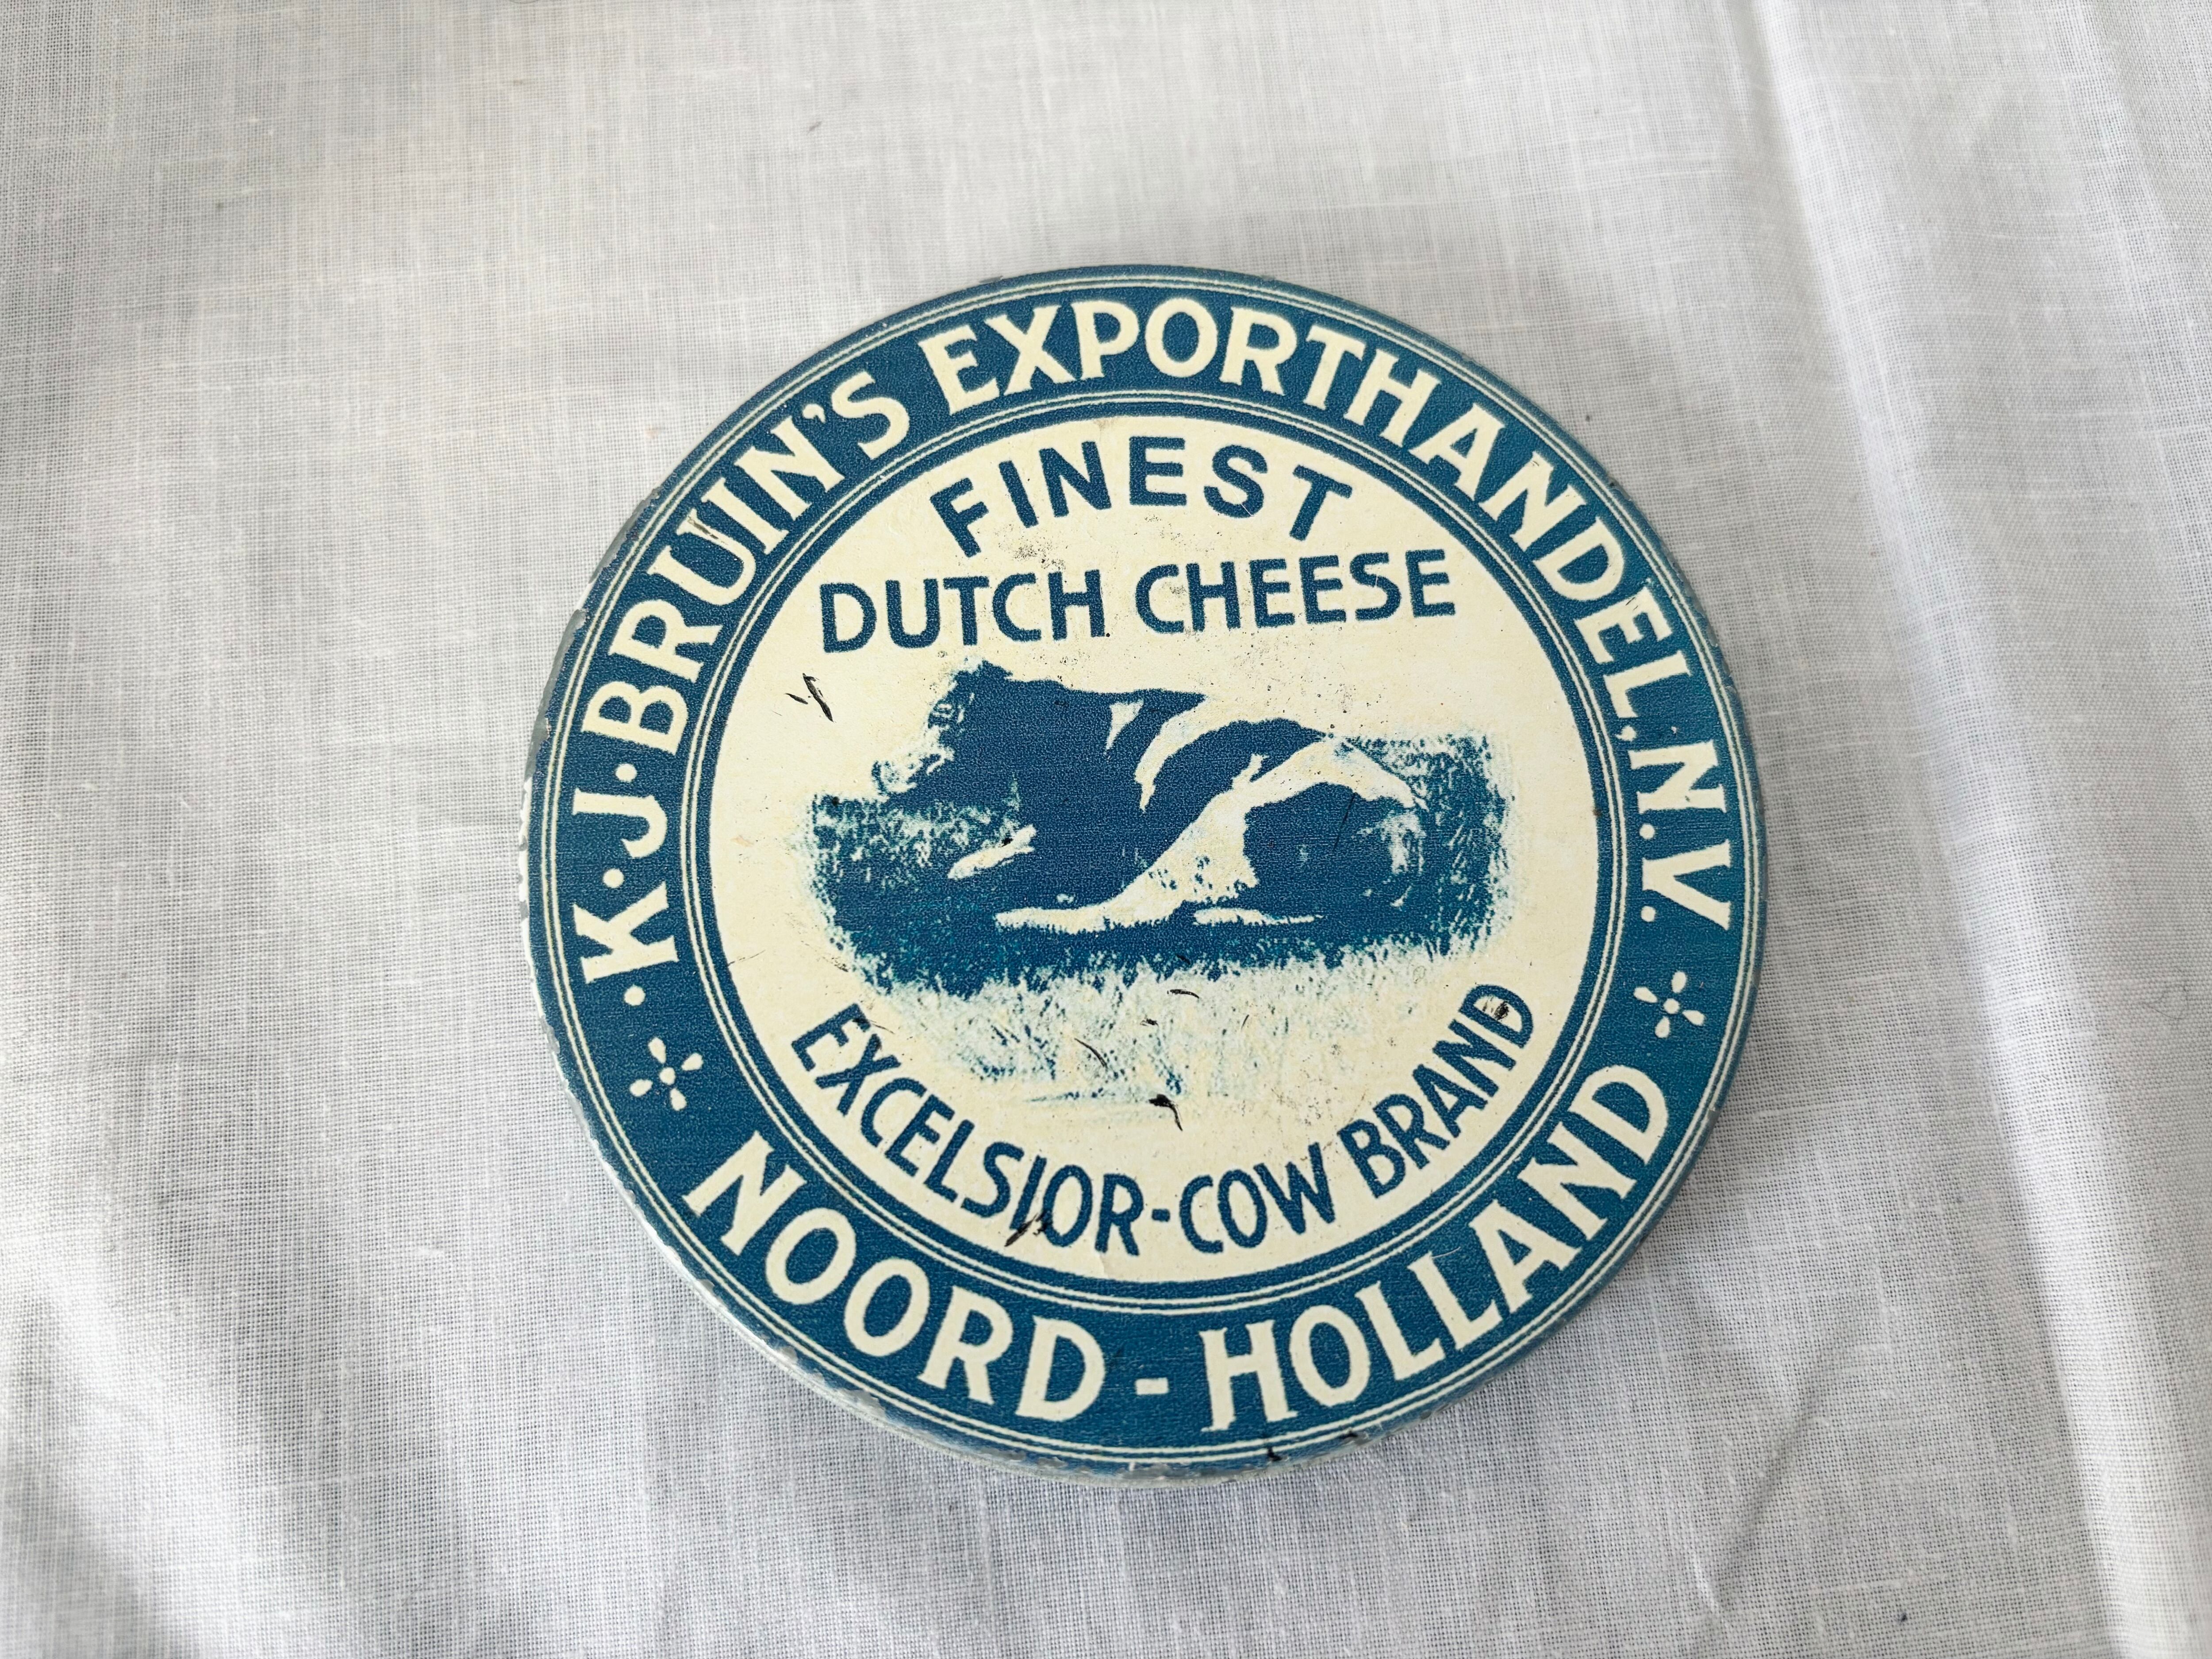 K·J·BRUIN'S EXPORTHANDEL, N.V.
FINEST
DUTCH CHEESE
EXCELSIOR-COW BRAND
NOORD-HOLLAND